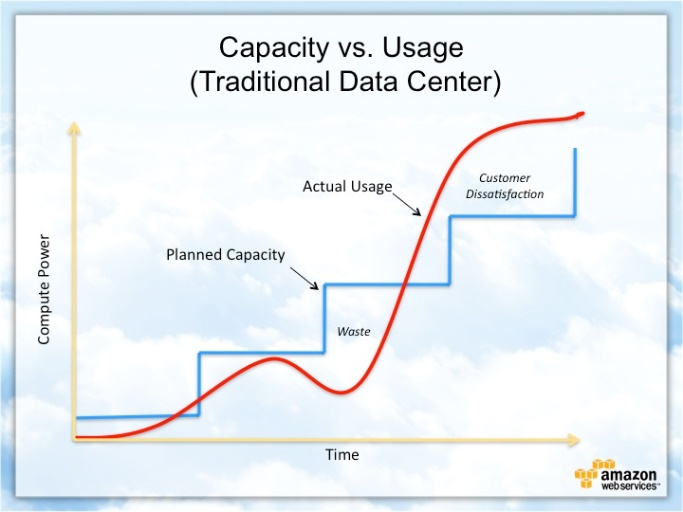 Capacity vs. Usage
(Traditional Data Center)
Customer
Dissatisfaction
Actual Usage
Planned Capacity
Waste
Compute Power
Time
amazon
webservices™